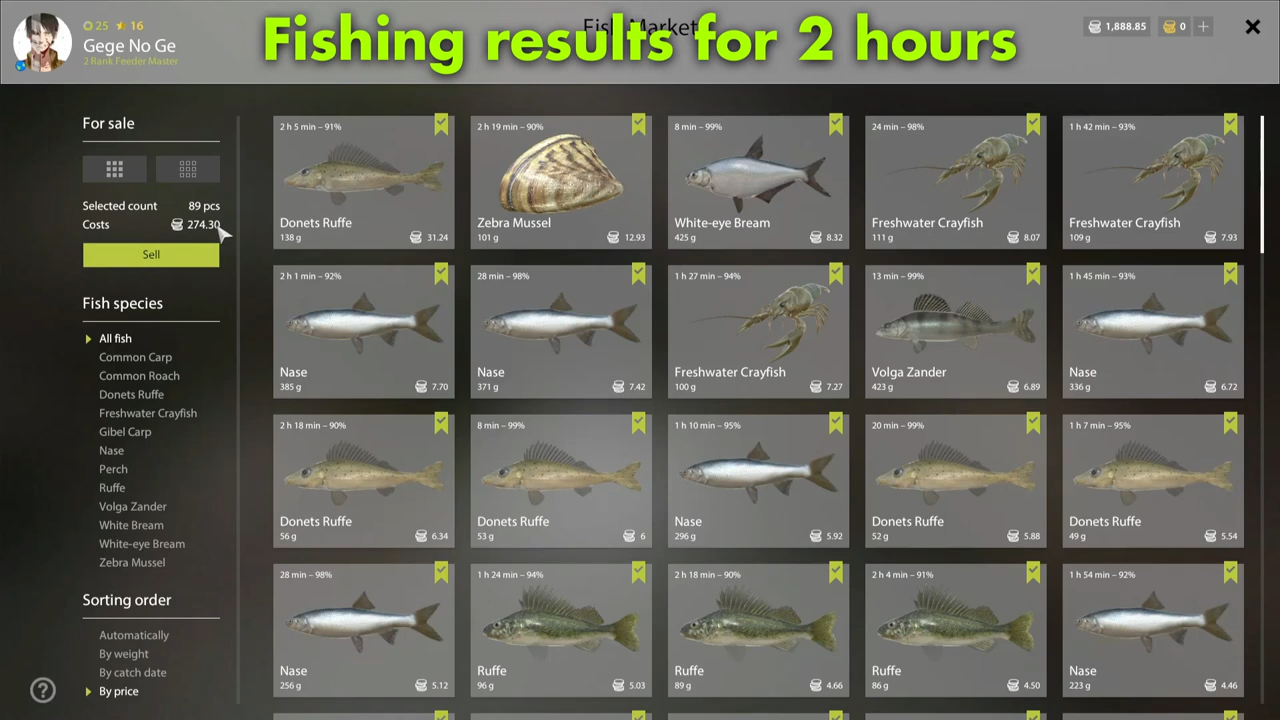 Fishing results for 2 hours
Fish Market
25 16
Gege No Ge
2 Rank Feeder Master
1,888.85
0
For sale
Selected count 89 pcs
Costs 274.30
Sell
Fish species
All fish
Common Carp
Common Roach
Donets Ruffe
Freshwater Crayfish
Gibel Carp
Nase
Perch
Ruffe
Volga Zander
White Bream
White-eye Bream
Zebra Mussel
Sorting order
Automatically
By weight
By catch date
By price
?
2 h 5 min – 91%
Donets Ruffe
138 g 31.24
2 h 19 min – 90%
Zebra Mussel
101 g 12.93
8 min – 99%
White-eye Bream
425 g 8.32
24 min – 98%
Freshwater Crayfish
111 g 8.07
1 h 42 min – 93%
Freshwater Crayfish
109 g 7.93
2 h 1 min – 92%
Nase
385 g 7.70
28 min – 98%
Nase
371 g 7.42
1 h 27 min – 94%
Freshwater Crayfish
100 g 7.27
13 min – 99%
Volga Zander
423 g 6.89
1 h 45 min – 93%
Nase
336 g 6.72
2 h 18 min – 90%
Donets Ruffe
56 g 6.34
8 min – 99%
Donets Ruffe
53 g 6
1 h 10 min – 95%
Nase
296 g 5.92
20 min – 99%
Donets Ruffe
52 g 5.88
1 h 7 min – 95%
Donets Ruffe
49 g 5.54
28 min – 98%
Nase
256 g 5.12
1 h 24 min – 94%
Ruffe
96 g 5.03
2 h 18 min – 90%
Ruffe
89 g 4.66
2 h 4 min – 91%
Ruffe
86 g 4.50
1 h 54 min – 92%
Nase
223 g 4.46